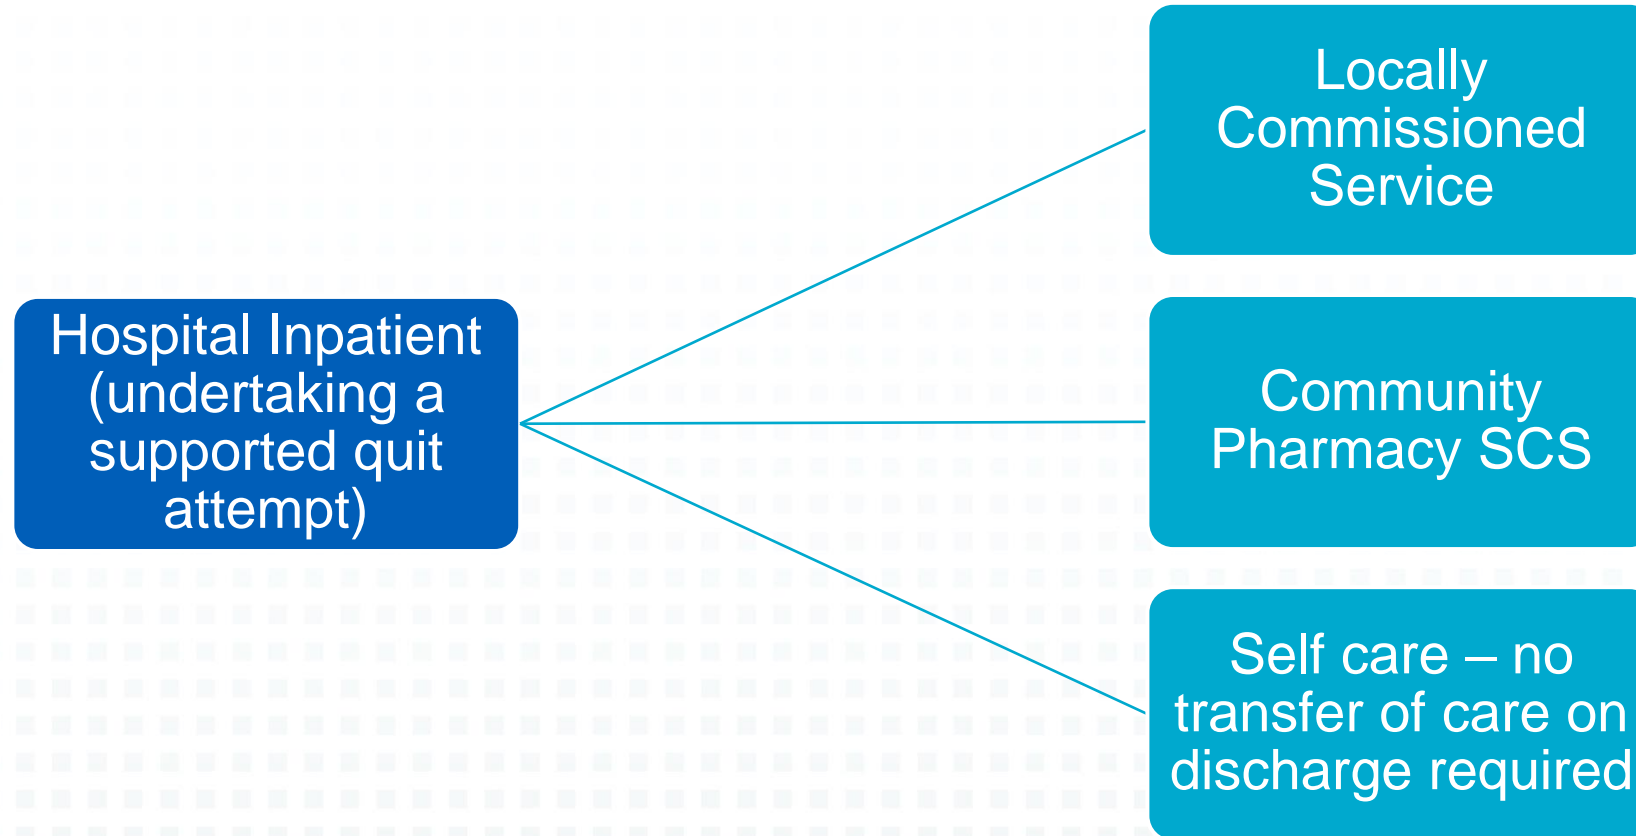 Locally
Commissioned
Service
Hospital Inpatient
(undertaking a
supported quit
attempt)
Community
Pharmacy SCS
Self care – no
transfer of care on
discharge required